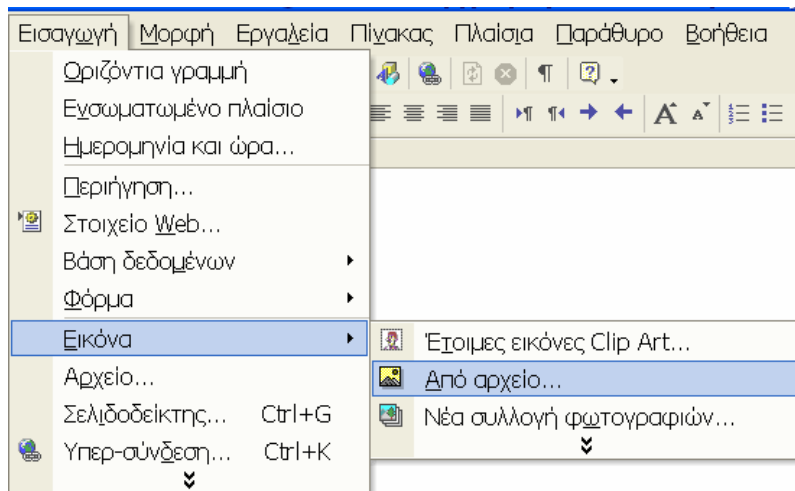 Εισαγωγή Μορφή Εργαλεία Πίνακας Πλαίσια Παράθυρο Βοήθεια
Οριζόντια γραμμή
Ενσωματωμένο πλαίσιο
Ημερομηνία και ώρα...
Περιήγηση...
Στοιχείο Web...
Βάση δεδομένων
Φόρμα
Εικόνα
Αρχείο...
Σελιδοδείκτης... Ctrl+G
Υπερ-σύνδεση... Ctrl+K
Έτοιμες εικόνες Clip Art...
Από αρχείο...
Νέα συλλογή φωτογραφιών...